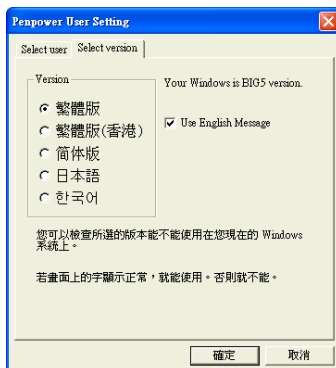 Penpower User Setting
Select user Select version
Version
Your Windows is BIG5 version.
繁體版
Use English Message
繁體版(香港)
简体版
日本語
한국어
您可以檢查所選的版本能不能使用在您現在的 Windows
系統上。
若畫面上的字顯示正常，就能使用。否則就不能。
確定 取消